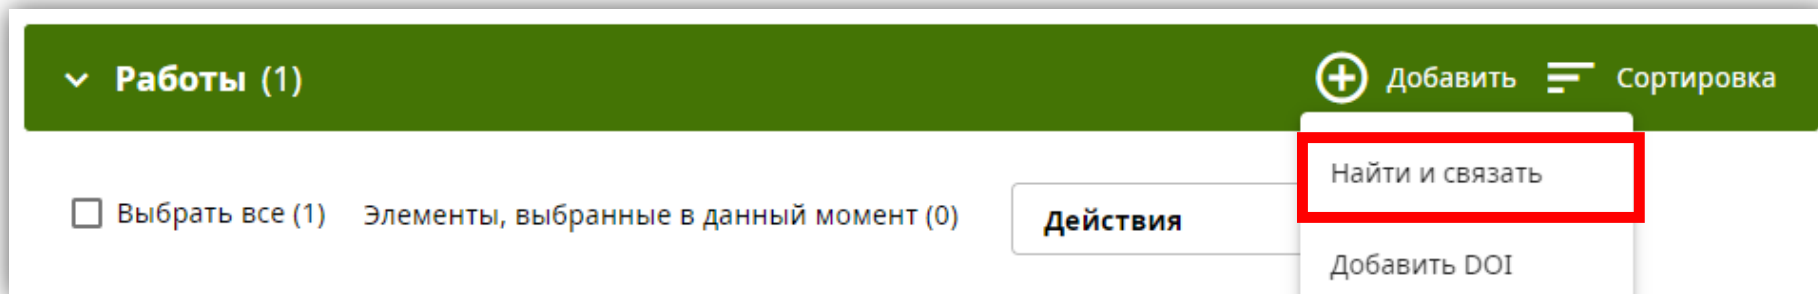 Работы (1)
Добавить
Сортировка
Найти и связать
Выбрать все (1)
Элементы, выбранные в данный момент (0)
Действия
Добавить DOI